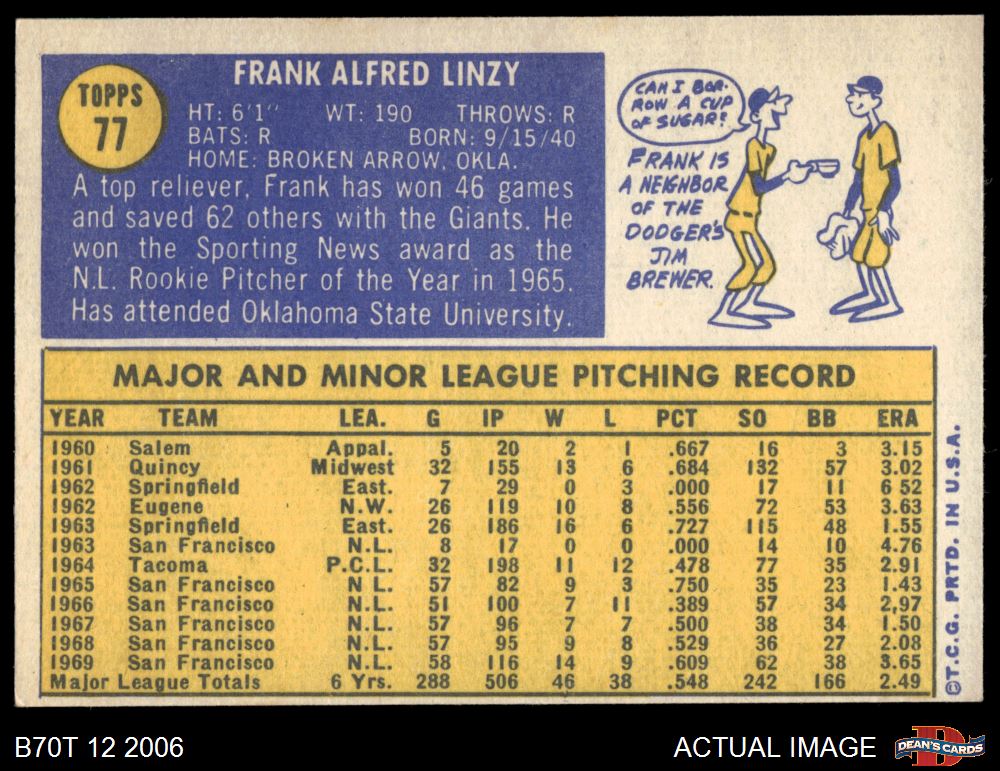 TOPPS
77
FRANK ALFRED LINZY
HT: 6'1" WT: 190 THROWS: R
BATS: R BORN: 9/15/40
HOME: BROKEN ARROW, OKLA.
A top reliever, Frank has won 46 games
and saved 62 others with the Giants. He
won the Sporting News award as the
N.L. Rookie Pitcher of the Year in 1965.
Has attended Oklahoma State University.
CAN I BOR-
ROW A CUP
OF SUGAR?
FRANK IS
A NEIGHBOR
OF THE
DODGER'S
JIM
BREWER.
MAJOR AND MINOR LEAGUE PITCHING RECORD
YEAR TEAM LEA. G IP W L PCT SO BB ERA
1960 Salem Appal. 5 20 2 1 .667 16 3 3.15
1961 Quincy Midwest 32 155 13 6 .684 132 57 3.02
1962 Springfield East. 7 29 0 3 .000 17 11 6 52
1962 Eugene N.W. 26 119 10 8 .556 72 53 3.63
1963 Springfield East. 26 186 16 6 .727 115 48 1.55
1963 San Francisco N.L. 8 17 0 0 .000 14 10 4.76
1964 Tacoma P.C.L. 32 198 11 12 .478 77 35 2.91
1965 San Francisco N L. 57 82 9 3 .750 35 23 1.43
1966 San Francisco N.L. 51 100 7 11 .389 57 34 2,97
1967 San Francisco N.L. 57 96 7 7 .500 38 34 1.50
1968 San Francisco N.L. 57 95 9 8 .529 36 27 2.08
1969 San Francisco N.L. 58 116 14 9 .609 62 38 3.65
Major League Totals 6 Yrs. 288 506 46 38 .548 242 166 2.49
©T.C.G. PRTD. IN U.S.A.
B70T 12 2006
ACTUAL IMAGE
DEAN'S CARDS